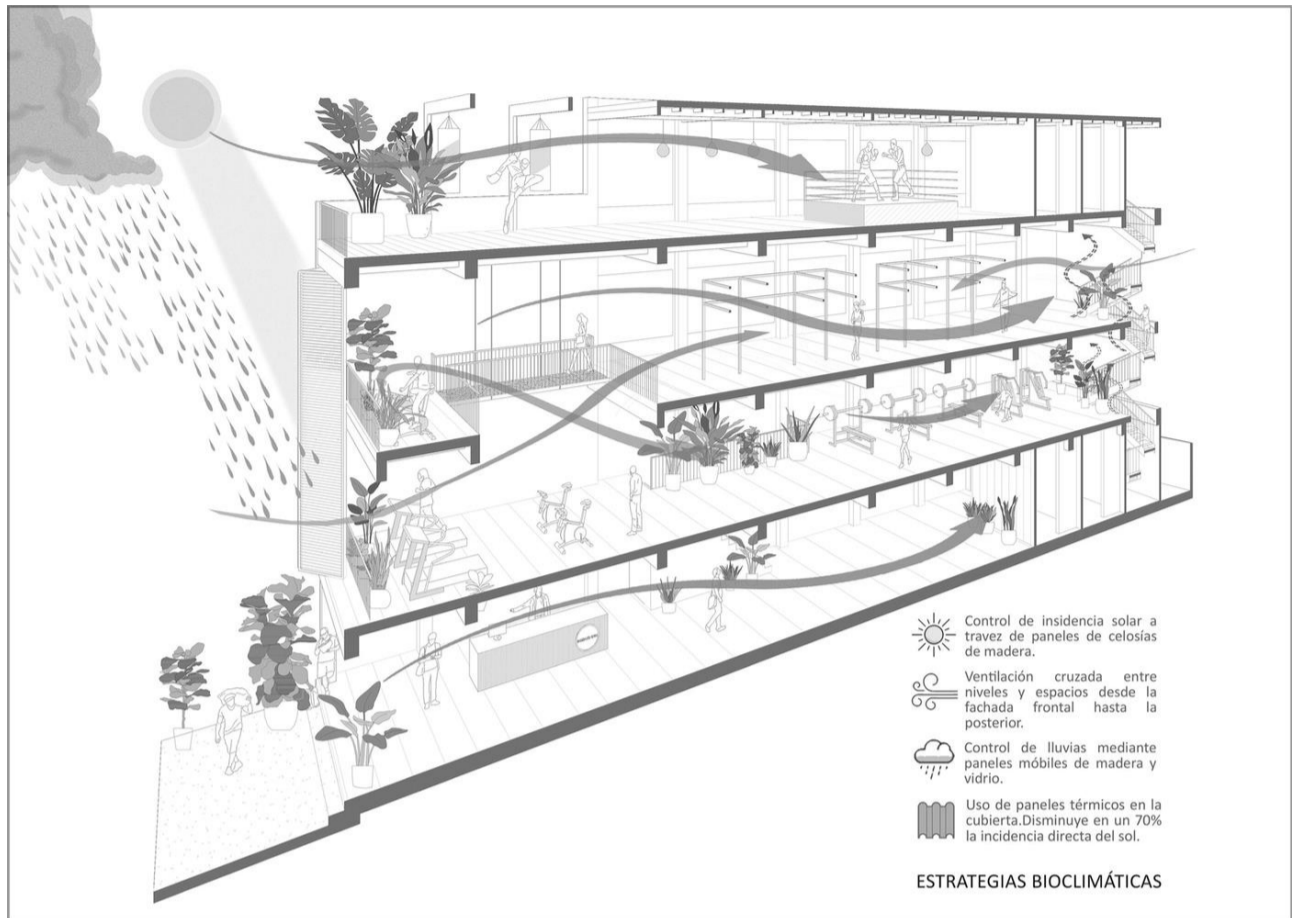 Control de insidencia solar a
travez de paneles de celosías
de madera.
Ventilación cruzada entre
niveles y espacios desde la
fachada frontal hasta la
posterior.
Control de lluvias mediante
paneles móbiles de madera y
vidrio.
Uso de paneles térmicos en la
cubierta.Disminuye en un 70%
la incidencia directa del sol.
ESTRATEGIAS BIOCLIMÁTICAS